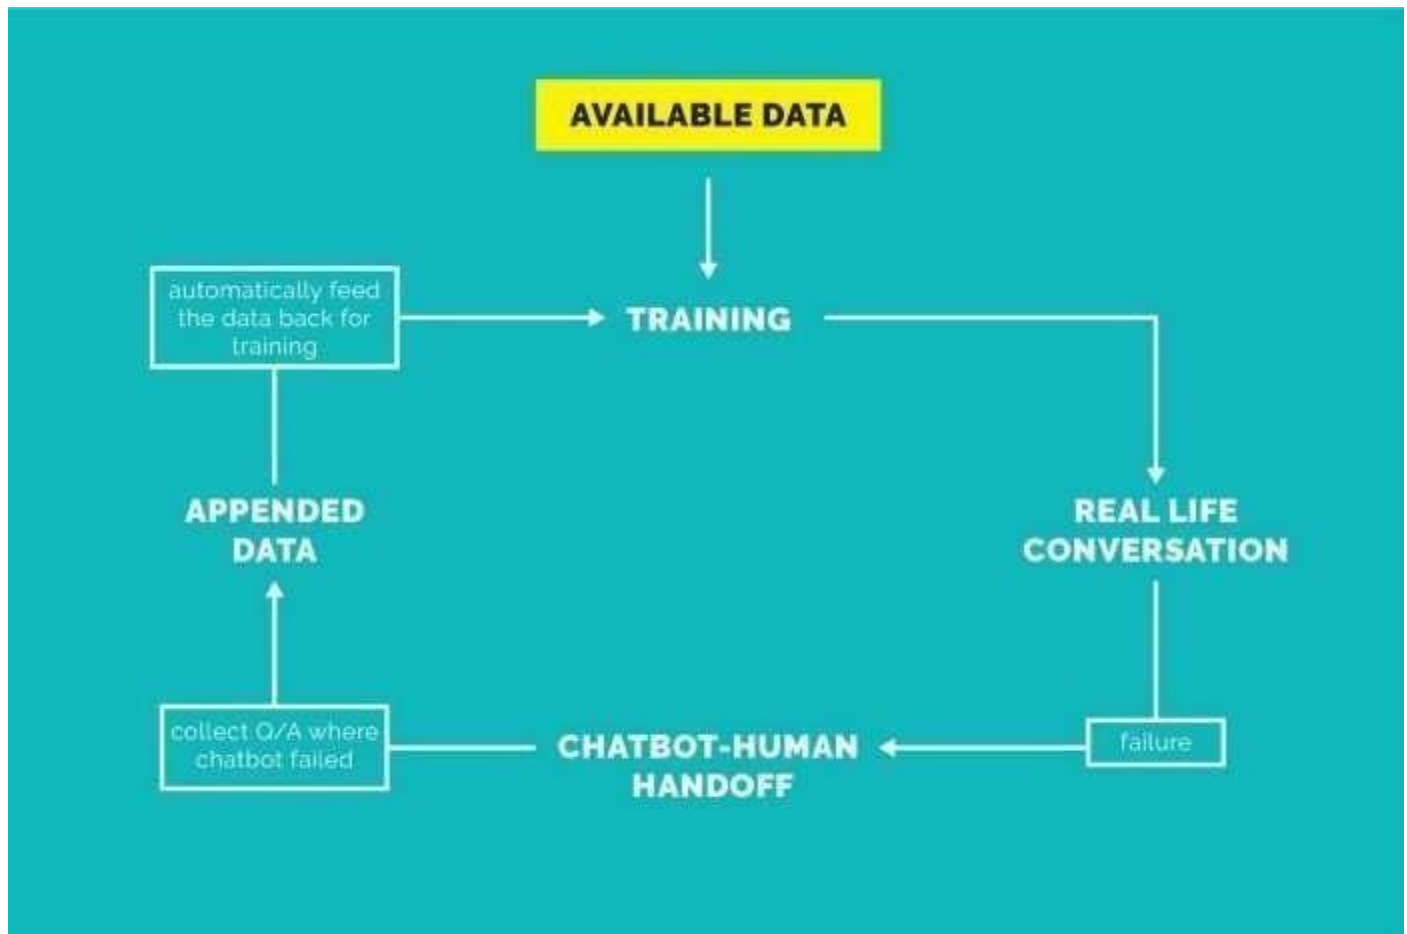 AVAILABLE DATA
automatically feed
the data back for
training
TRAINING
APPENDED
DATA
REAL LIFE
CONVERSATION
collect Q/A where
chatbot failed
CHATBOT-HUMAN
HANDOFF
failure